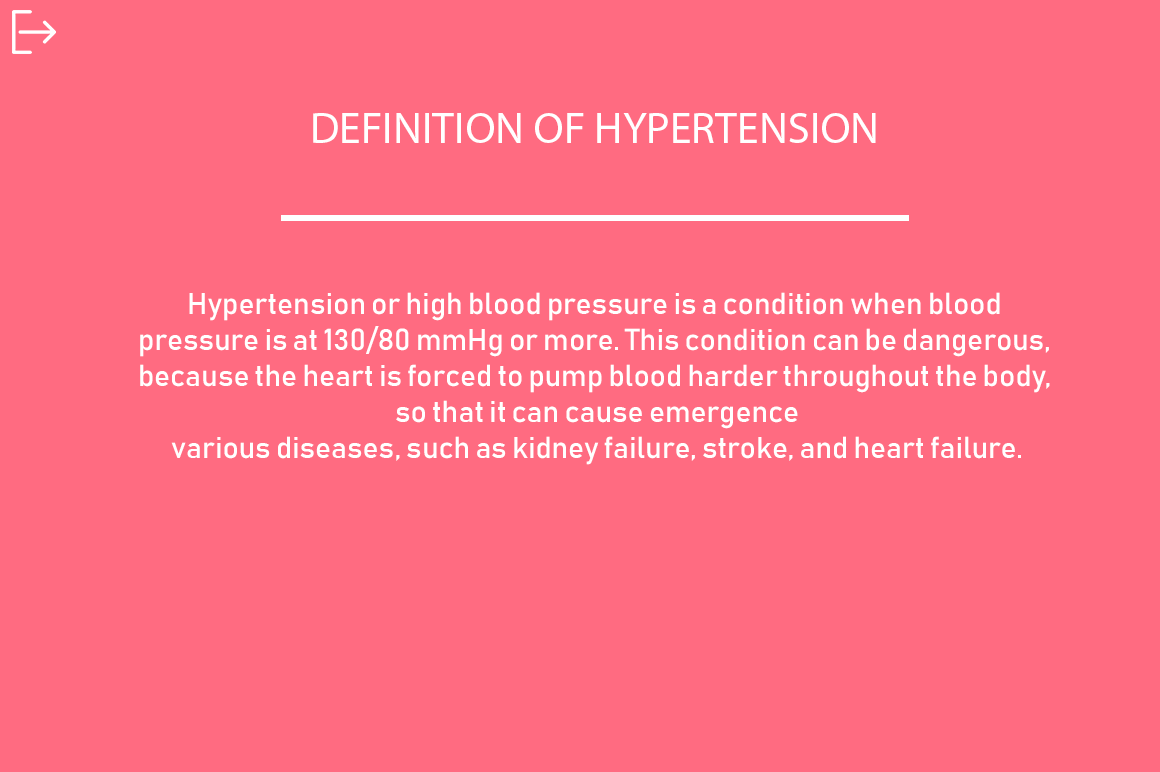 DEFINITION OF HYPERTENSION
Hypertension or high blood pressure is a condition when blood
pressure is at 130/80 mmHg or more. This condition can be dangerous,
because the heart is forced to pump blood harder throughout the body,
so that it can cause emergence
various diseases, such as kidney failure, stroke, and heart failure.